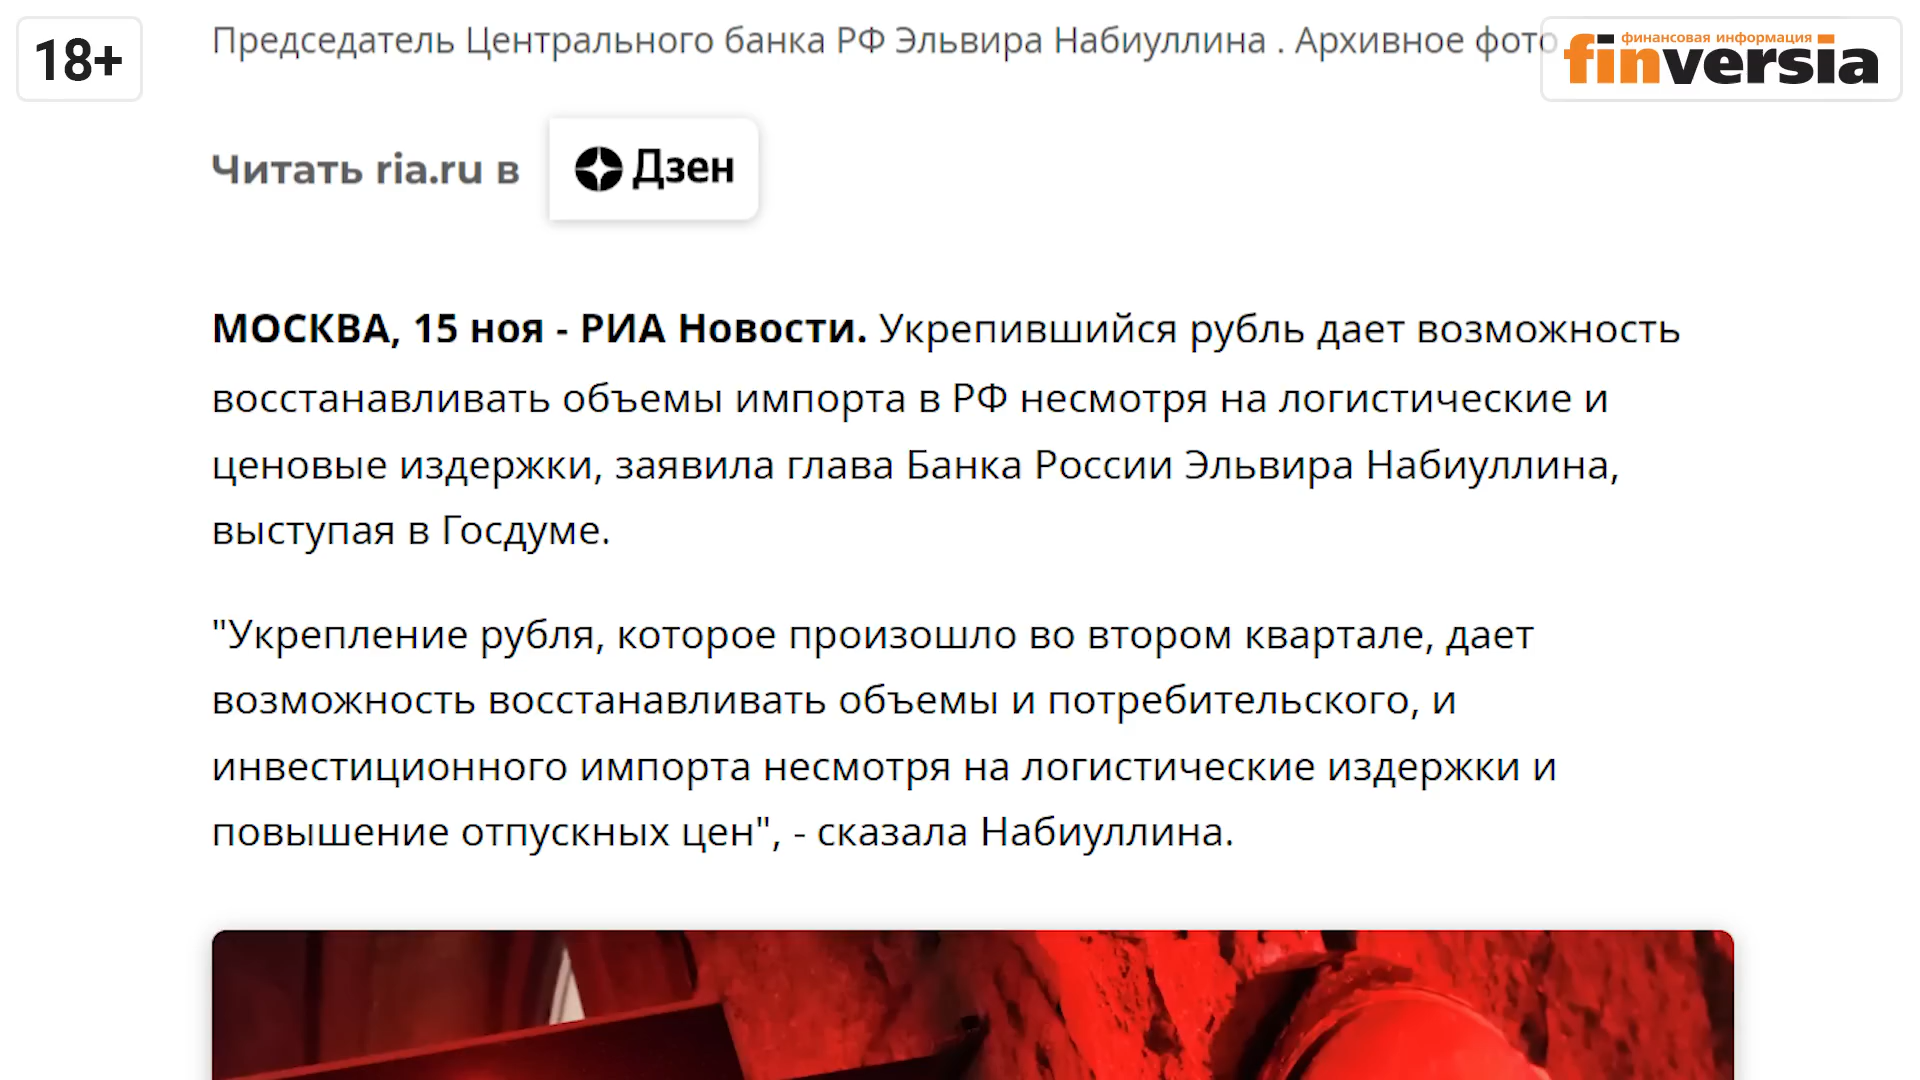 18+
Председатель Центрального банка РФ Эльвира Набиуллина . Архивное фото
финансовая информация
finversia
Читать ria.ru в
Дзен
МОСКВА, 15 ноя - РИА Новости. Укрепившийся рубль дает возможность
восстанавливать объемы импорта в РФ несмотря на логистические и
ценовые издержки, заявила глава Банка России Эльвира Набиуллина,
выступая в Госдуме.
"Укрепление рубля, которое произошло во втором квартале, дает
возможность восстанавливать объемы и потребительского, и
инвестиционного импорта несмотря на логистические издержки и
повышение отпускных цен", - сказала Набиуллина.